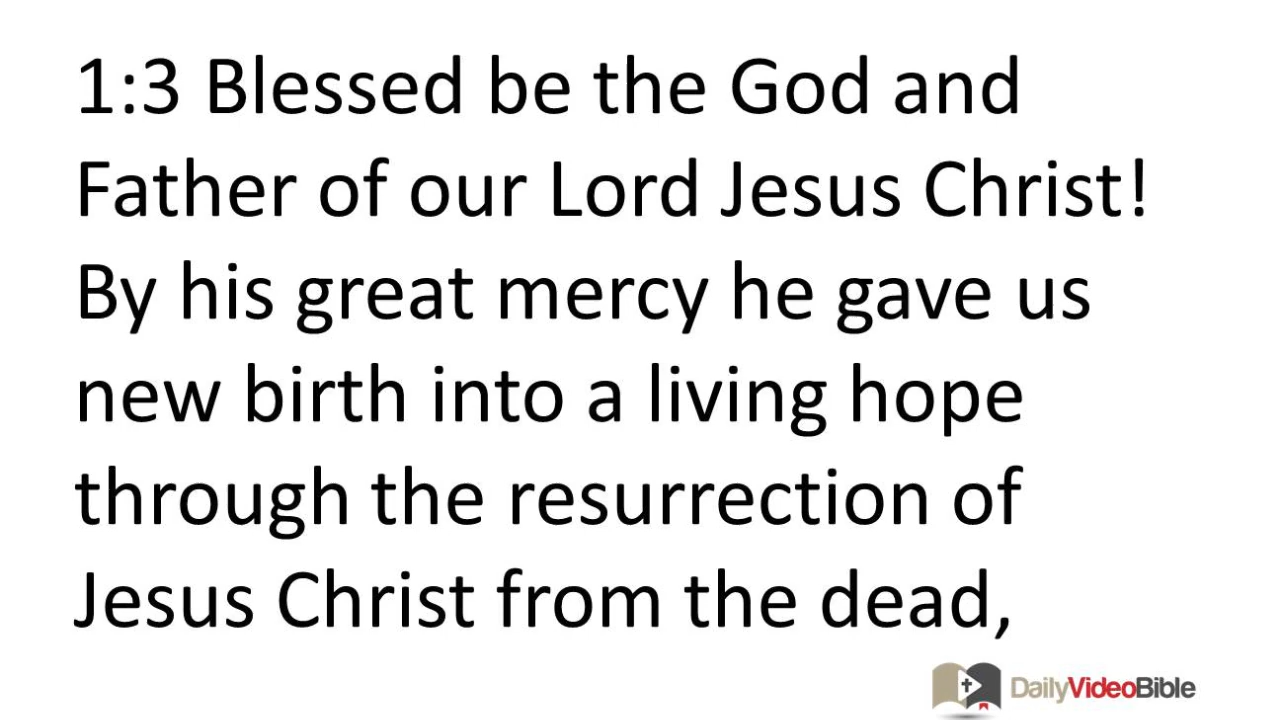 1:3 Blessed be the God and
Father of our Lord Jesus Christ!
By his great mercy he gave us
new birth into a living hope
through the resurrection of
Jesus Christ from the dead,
DailyVideoBible